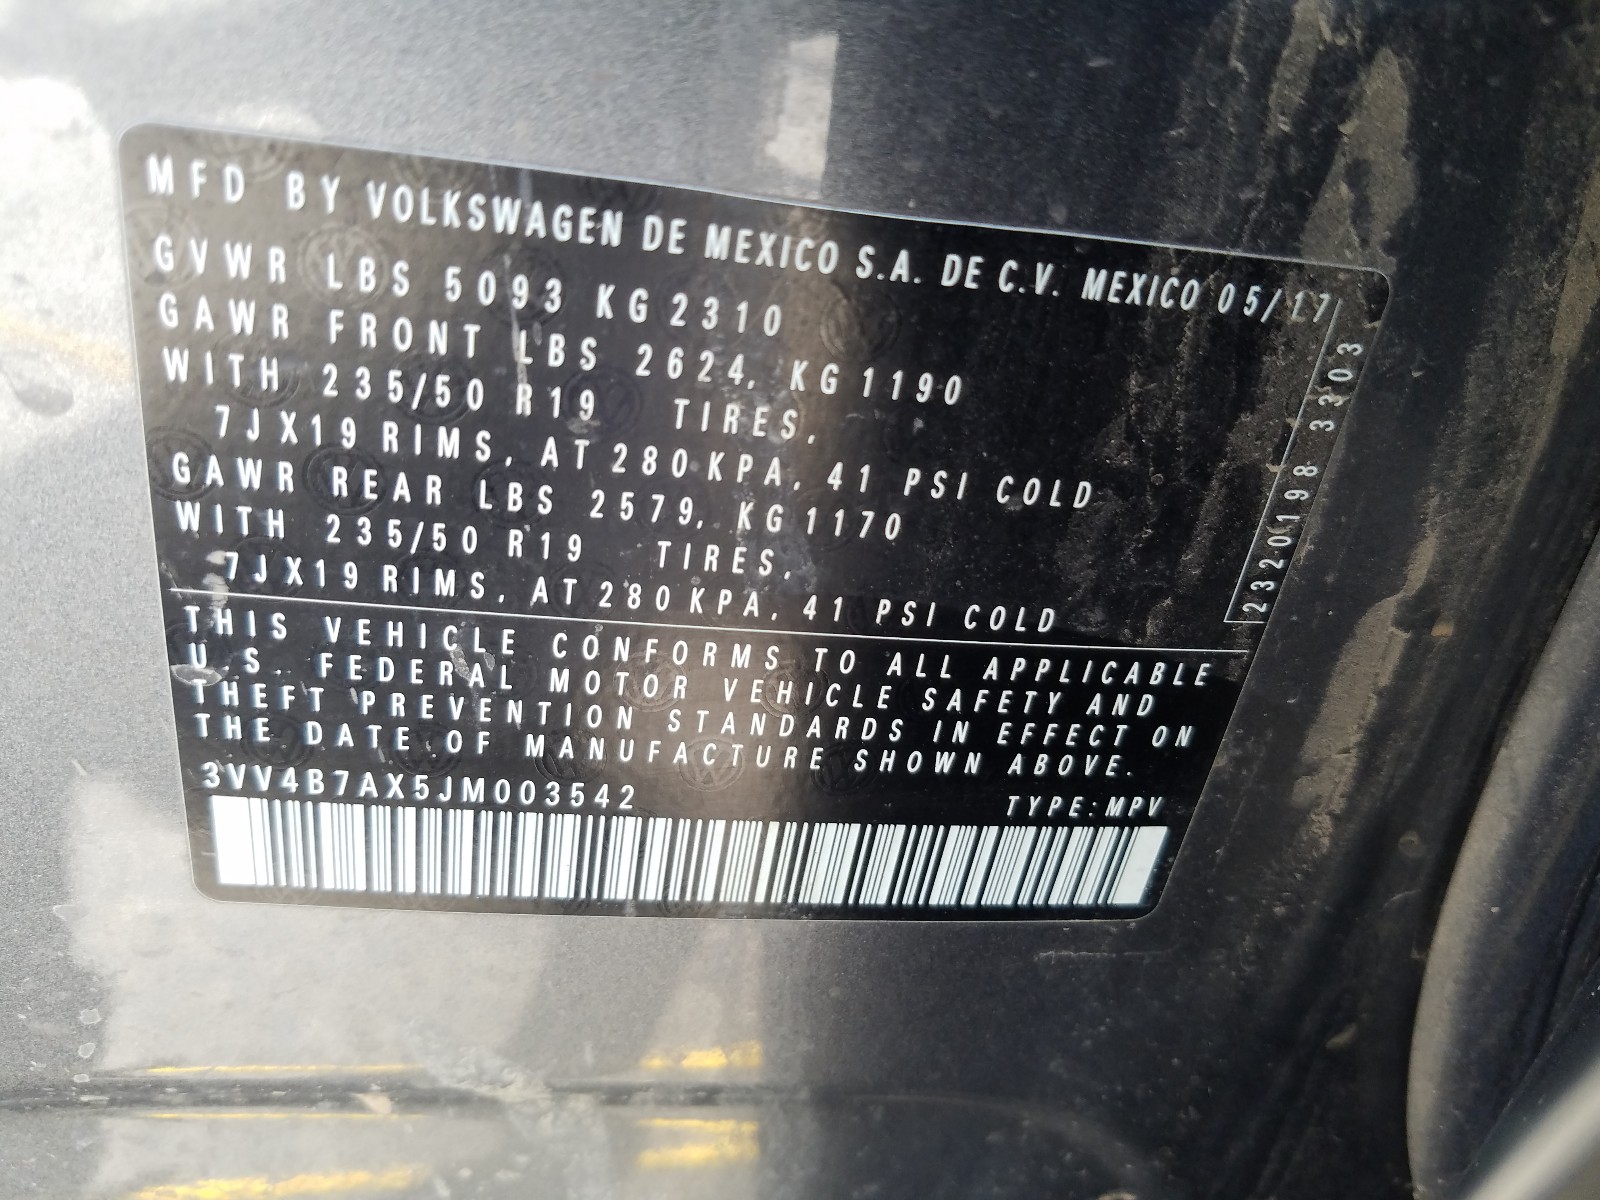 MFD BY VOLKSWAGEN DE MEXICO S.A. DE C.V. MEXICO 05/17
GVWR LBS 5093 KG 2310
GAWR FRONT LBS 2624, KG 1190
WITH 235/50 R19 TIRES,
7JX19 RIMS, AT 280 KPA, 41 PSI COLD
GAWR REAR LBS 2579, KG 1170
WITH 235/50 R19 TIRES,
7JX19 RIMS, AT 280 KPA, 41 PSI COLD
2320198 3303
THIS VEHICLE CONFORMS TO ALL APPLICABLE
U.S. FEDERAL MOTOR VEHICLE SAFETY AND
THEFT PREVENTION STANDARDS IN EFFECT ON
THE DATE OF MANUFACTURE SHOWN ABOVE.
3VV4B7AX5JM003542 TYPE: MPV